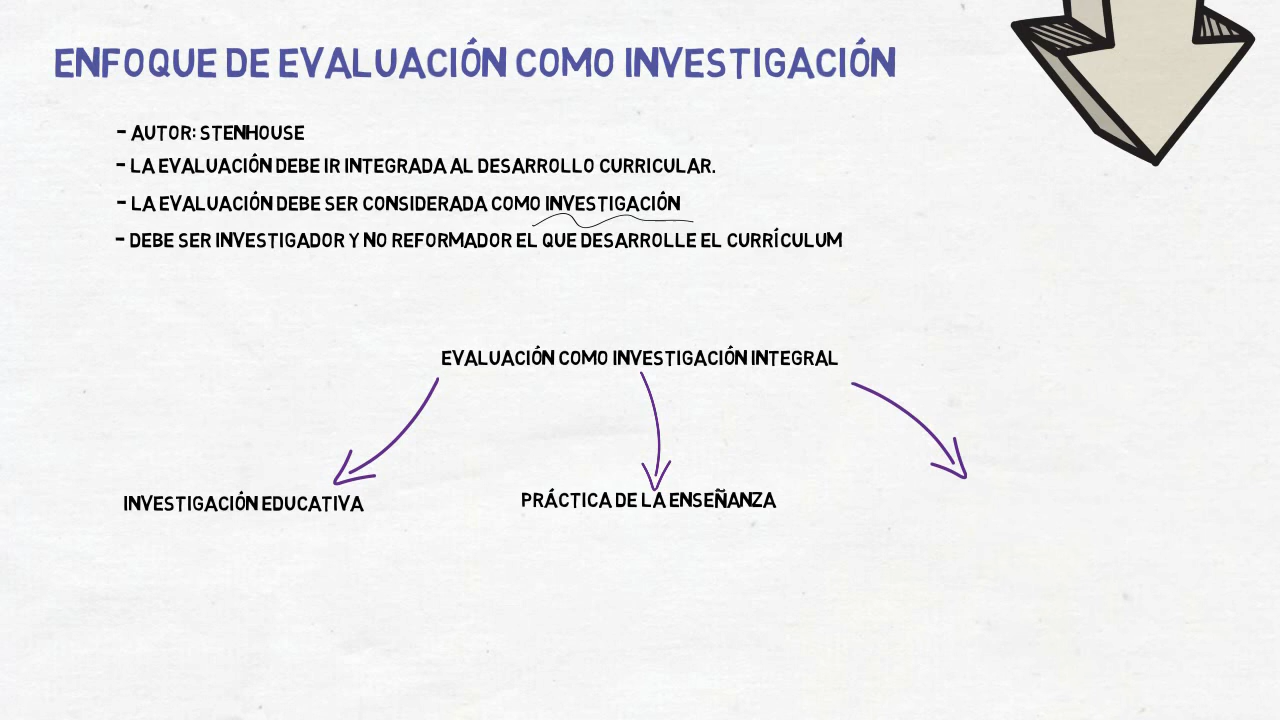 ENFOQUE DE EVALUACIÓN COMO INVESTIGACIÓN
- AUTOR: STENHOUSE
- LA EVALUACIÓN DEBE IR INTEGRADA AL DESARROLLO CURRICULAR.
- LA EVALUACIÓN DEBE SER CONSIDERADA COMO INVESTIGACIÓN
- DEBE SER INVESTIGADOR Y NO REFORMADOR EL QUE DESARROLLE EL CURRÍCULUM
EVALUACIÓN COMO INVESTIGACIÓN INTEGRAL
INVESTIGACIÓN EDUCATIVA
PRÁCTICA DE LA ENSEÑANZA